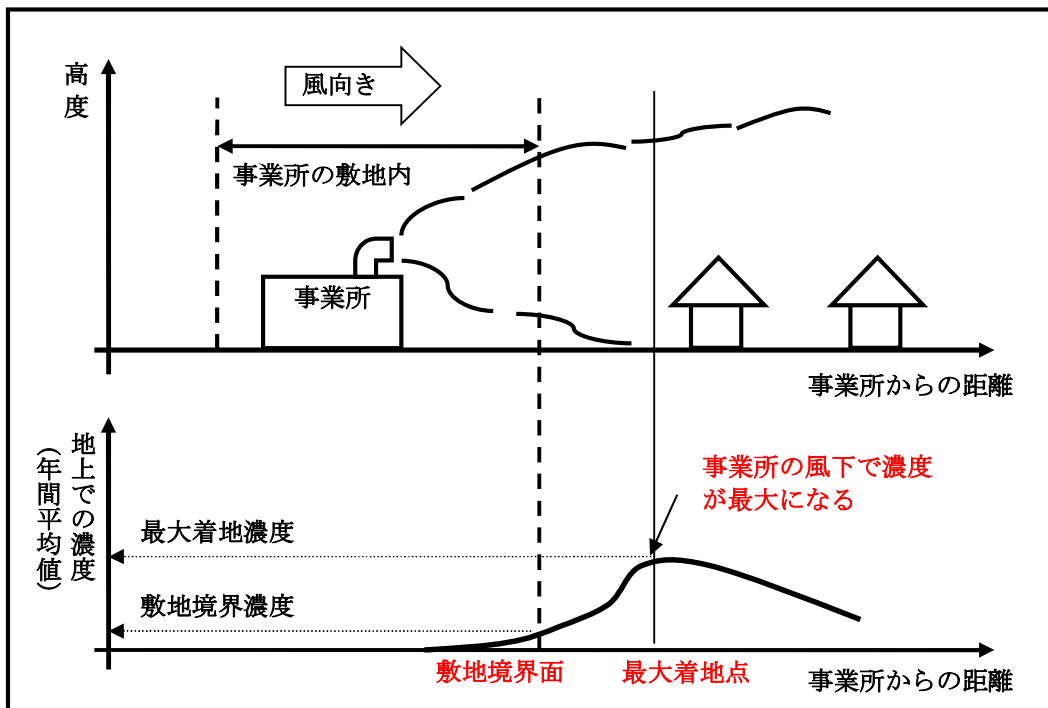 高度
風向き
事業所の敷地内
事業所
事業所からの距離
地上での濃度
(年間平均値)
事業所の風下で濃度
が最大になる
最大着地濃度
敷地境界濃度
敷地境界面
最大着地点
事業所からの距離